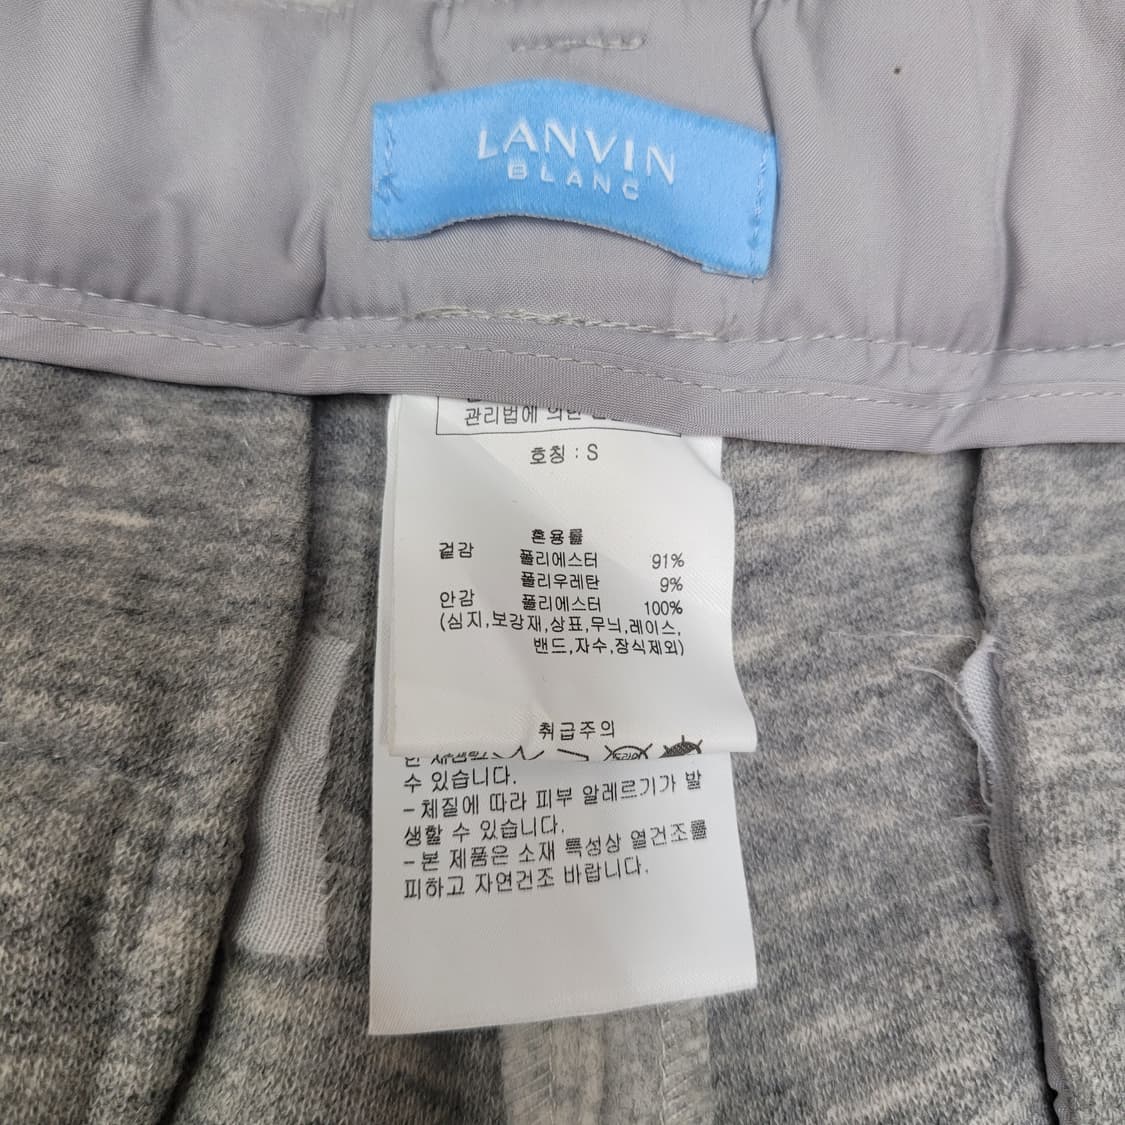 LANVIN
BLANC
관리법에 의한
호칭 : S
혼용률
겉감 폴리에스터 91%
폴리우레탄 9%
안감 폴리에스터 100%
(심지,보강재,상표,무늬,레이스,
밴드,자수,장식제외)
취급주의
수 있습니다.
-체질에 따라 피부 알레르기가 발
생할 수 있습니다.
-본 제품은 소재 특성상 열건조를
피하고 자연건조 바랍니다.